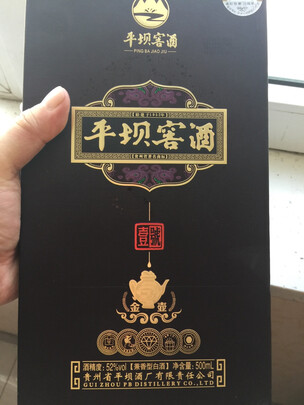 平坝窖酒
PING BA JIAO JIU
平坝窖酒
壹號
金壺
酒精度：52%vol【兼香型白酒】净含量：500mL
贵州省平坝酒厂有限责任公司
GUI ZHOU PB DISTILLERY CO.,LTD.